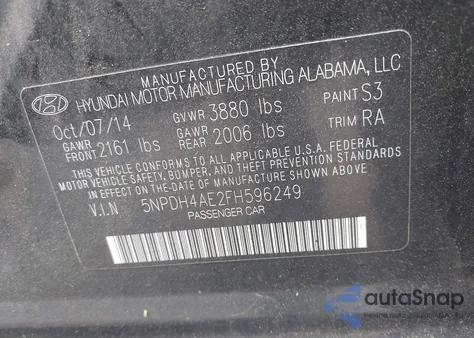 MANUFACTURED BY
HYUNDAI MOTOR MANUFACTURING ALABAMA, LLC
Oct/07/14 GVWR 3880 lbs PAINT S3
GAWR FRONT 2161 lbs GAWR REAR 2006 lbs TRIM RA
THIS VEHICLE CONFORMS TO ALL APPLICABLE U.S.A. FEDERAL
MOTOR VEHICLE SAFETY, BUMPER, AND THEFT PREVENTION STANDARDS
IN EFFECT ON THE DATE OF MANUFACTURE SHOWN ABOVE.
V.I.N 5NPDH4AE2FH596249
PASSENGER CAR
autoSnap